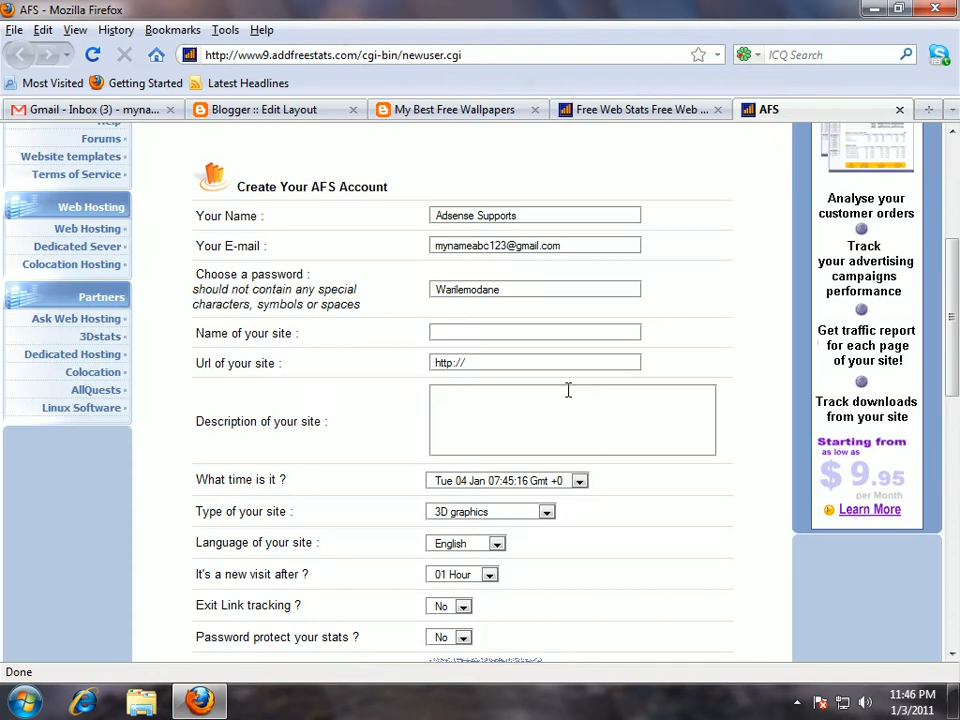 AFS - Mozilla Firefox
File Edit View History Bookmarks Tools Help
http://www9.addfreestats.com/cgi-bin/newuser.cgi
ICQ Search
Most Visited Getting Started Latest Headlines
Gmail - Inbox (3) - myna...
Blogger :: Edit Layout
My Best Free Wallpapers
Free Web Stats Free Web ...
AFS
Forums
Website templates
Terms of Service
Web Hosting
Web Hosting
Dedicated Sever
Colocation Hosting
Partners
Ask Web Hosting
3Dstats
Dedicated Hosting
Colocation
AllQuests
Linux Software
Create Your AFS Account
Your Name : Adsense Supports
Your E-mail : mynameabc123@gmail.com
Choose a password :
should not contain any special
characters, symbols or spaces
Warilemodane
Name of your site :
Url of your site : http://
Description of your site :
What time is it ? Tue 04 Jan 07:45:16 Gmt +0
Type of your site : 3D graphics
Language of your site : English
It's a new visit after ? 01 Hour
Exit Link tracking ? No
Password protect your stats ? No
Analyse your
customer orders
Track
your advertising
campaigns
performance
Get traffic report
for each page
of your site!
Track downloads
from your site
Starting from
as low as
$ 9.95
per Month
Learn More
Done
11:46 PM
1/3/2011